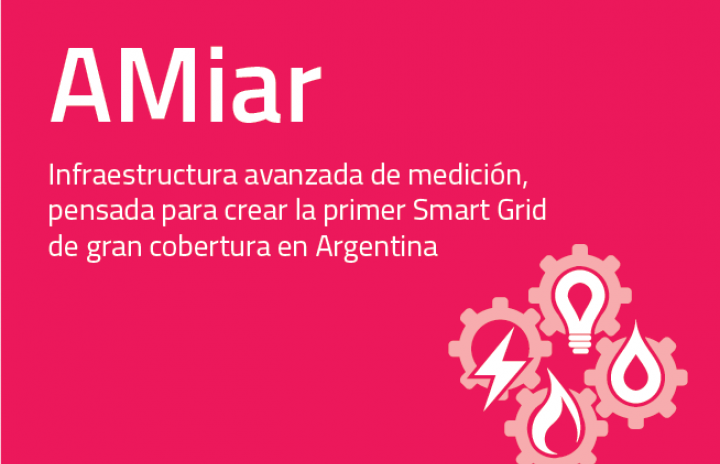 AMiar
Infraestructura avanzada de medición,
pensada para crear la primer Smart Grid
de gran cobertura en Argentina